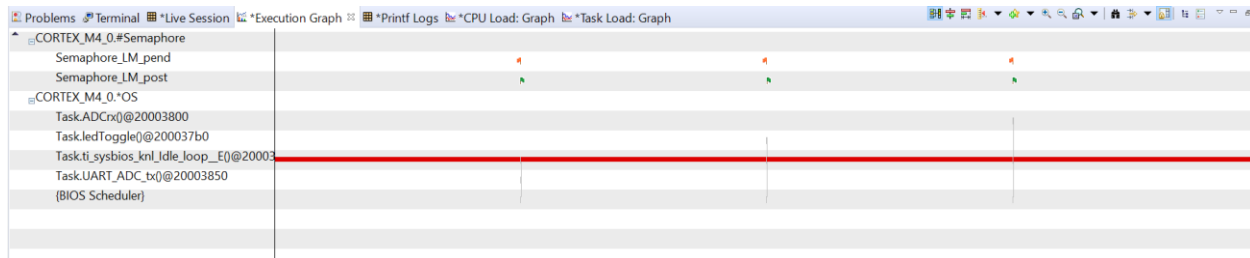 Problems Terminal *Live Session *Execution Graph *Printf Logs *CPU Load: Graph *Task Load: Graph
CORTEX_M4_0.#Semaphore
Semaphore_LM_pend
Semaphore_LM_post
CORTEX_M4_0.*OS
Task.ADCrx()@20003800
Task.ledToggle()@200037b0
Task.ti_sysbios_knl_Idle_loop__E()@20003
Task.UART_ADC_tx()@20003850
{BIOS Scheduler}